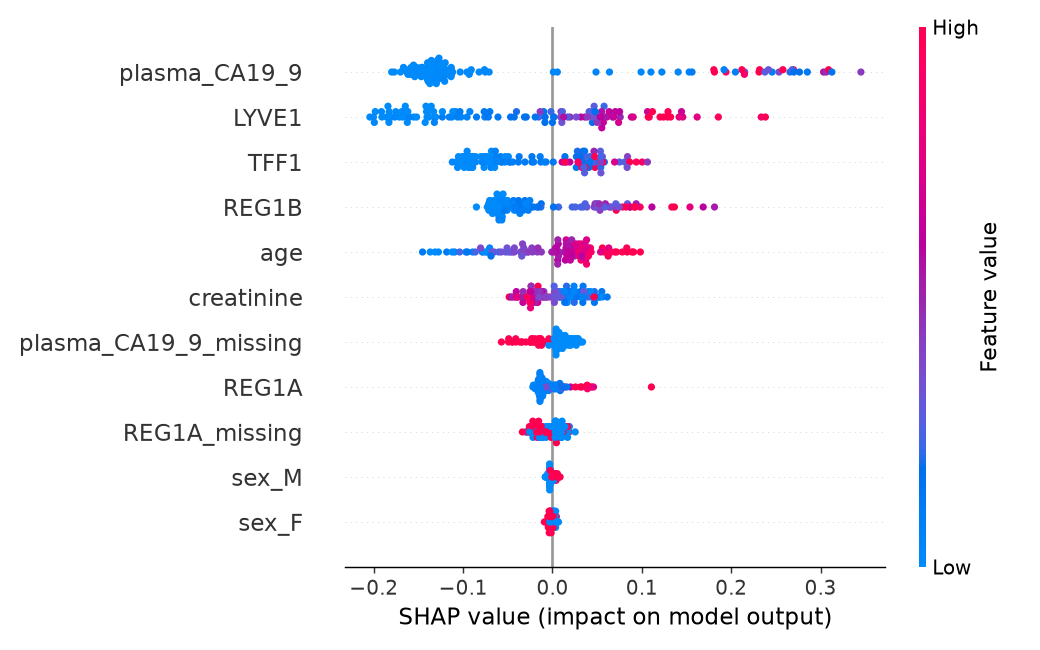 High
plasma_CA19_9
LYVE1
TFF1
REG1B
age
creatinine
plasma_CA19_9_missing
REG1A
REG1A_missing
sex_M
sex_F
Feature value
Low
−0.2 −0.1 0.0 0.1 0.2 0.3
SHAP value (impact on model output)